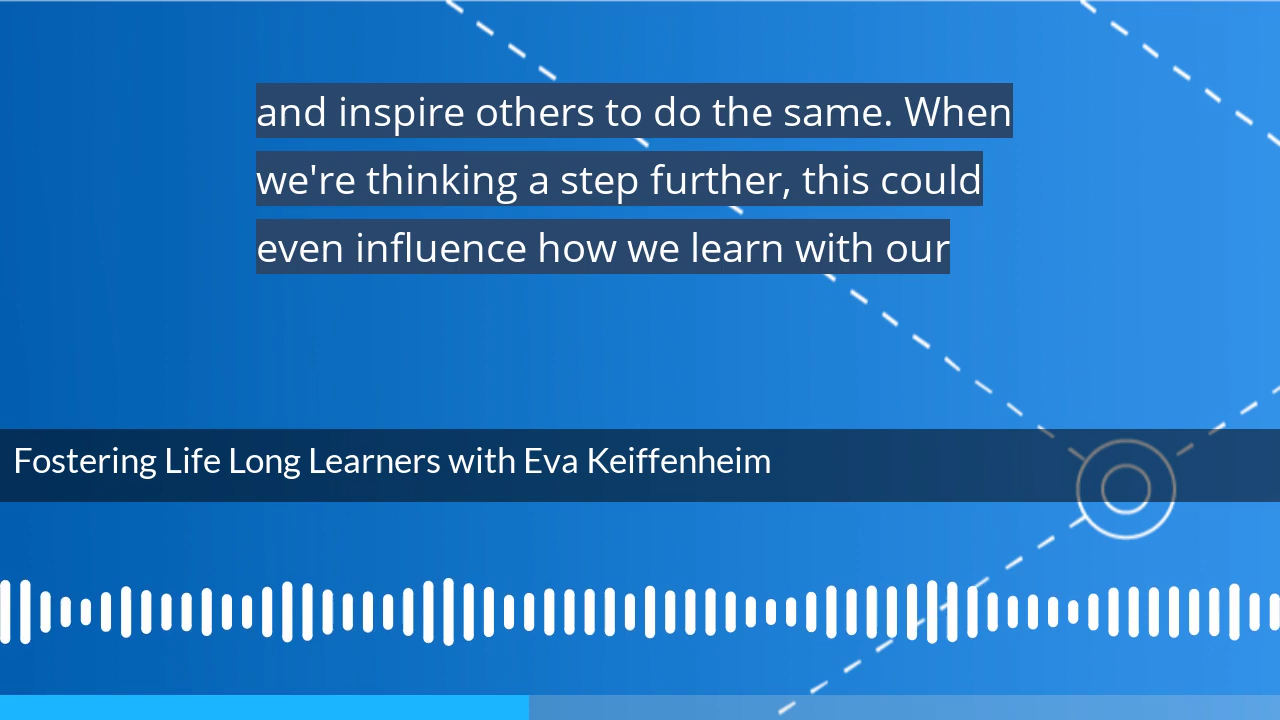 and inspire others to do the same. When
we're thinking a step further, this could
even influence how we learn with our
Fostering Life Long Learners with Eva Keiffenheim